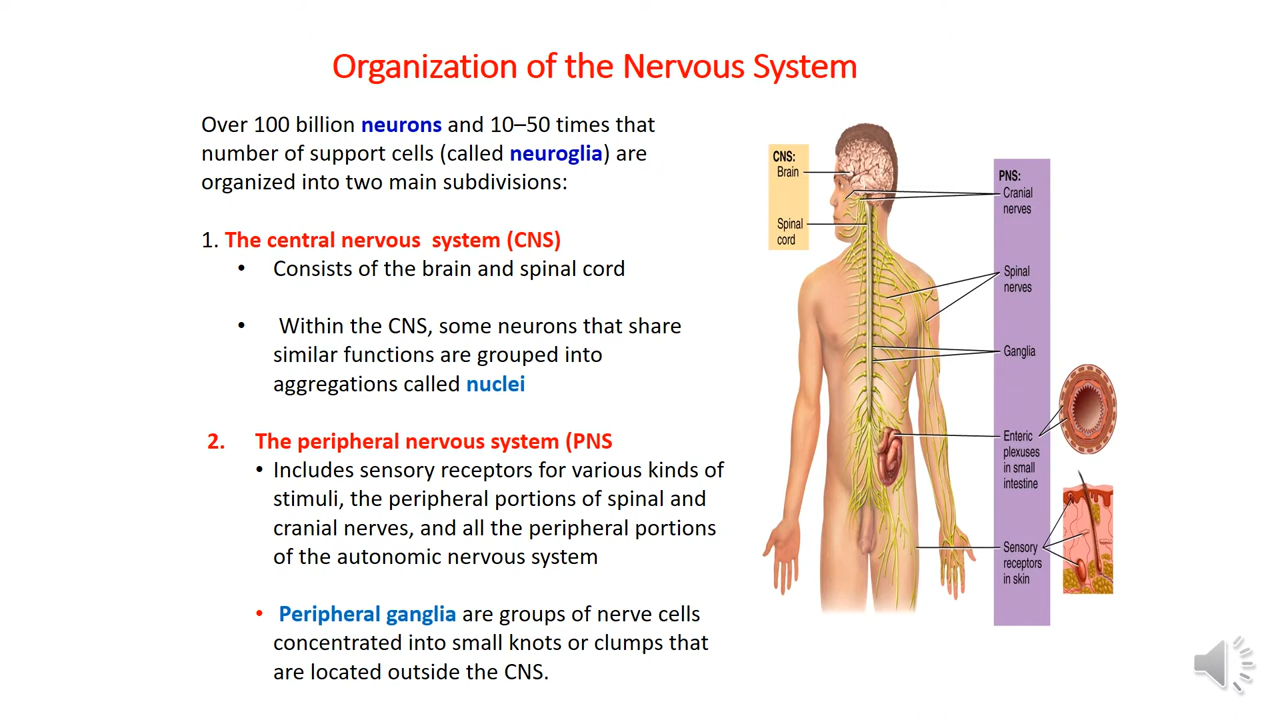 Organization of the Nervous System
Over 100 billion neurons and 10–50 times that
number of support cells (called neuroglia) are
organized into two main subdivisions:
1. The central nervous system (CNS)
• Consists of the brain and spinal cord
• Within the CNS, some neurons that share
similar functions are grouped into
aggregations called nuclei
2. The peripheral nervous system (PNS
• Includes sensory receptors for various kinds of
stimuli, the peripheral portions of spinal and
cranial nerves, and all the peripheral portions
of the autonomic nervous system
• Peripheral ganglia are groups of nerve cells
concentrated into small knots or clumps that
are located outside the CNS.
CNS:
Brain
Spinal
cord
PNS:
Cranial
nerves
Spinal
nerves
Ganglia
Enteric
plexuses
in small
intestine
Sensory
receptors
in skin